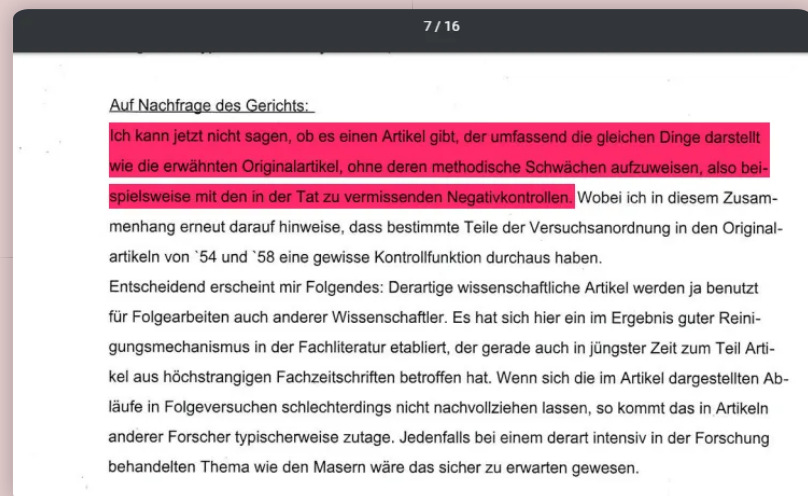 7 / 16
Auf Nachfrage des Gerichts:
Ich kann jetzt nicht sagen, ob es einen Artikel gibt, der umfassend die gleichen Dinge darstellt
wie die erwähnten Originalartikel, ohne deren methodische Schwächen aufzuweisen, also bei-
spielsweise mit den in der Tat zu vermissenden Negativkontrollen. Wobei ich in diesem Zusam-
menhang erneut darauf hinweise, dass bestimmte Teile der Versuchsanordnung in den Original-
artikeln von `54 und `58 eine gewisse Kontrollfunktion durchaus haben.
Entscheidend erscheint mir Folgendes: Derartige wissenschaftliche Artikel werden ja benutzt
für Folgearbeiten auch anderer Wissenschaftler. Es hat sich hier ein im Ergebnis guter Reini-
gungsmechanismus in der Fachliteratur etabliert, der gerade auch in jüngster Zeit zum Teil Arti-
kel aus höchstrangigen Fachzeitschriften betroffen hat. Wenn sich die im Artikel dargestellten Ab-
läufe in Folgeversuchen schlechterdings nicht nachvollziehen lassen, so kommt das in Artikeln
anderer Forscher typischerweise zutage. Jedenfalls bei einem derart intensiv in der Forschung
behandelten Thema wie den Masern wäre das sicher zu erwarten gewesen.